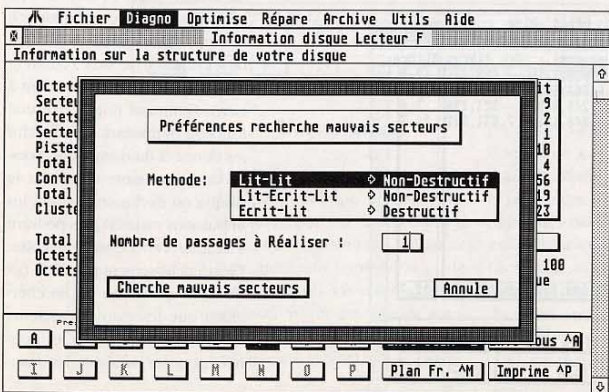 Fichier Diagno Optimise Répare Archive Utils Aide
Information disque Lecteur F
Information sur la structure de votre disque
Octets it
Secteu 9
Octets 2
Secteu 1
Pistes 10
Total 4
Contro 56
Total 19
Cluste 23
Total
Octets 100
Octets ue
Préférences recherche mauvais secteurs
Methode: Lit-Lit ◊ Non-Destructif
Lit-Ecrit-Lit ◊ Non-Destructif
Ecrit-Lit ◊ Destructif
Nombre de passages à Réaliser : 1
Cherche mauvais secteurs Annule
A ous ^A
I J K L M N O P Plan Fr. ^M Imprime ^P